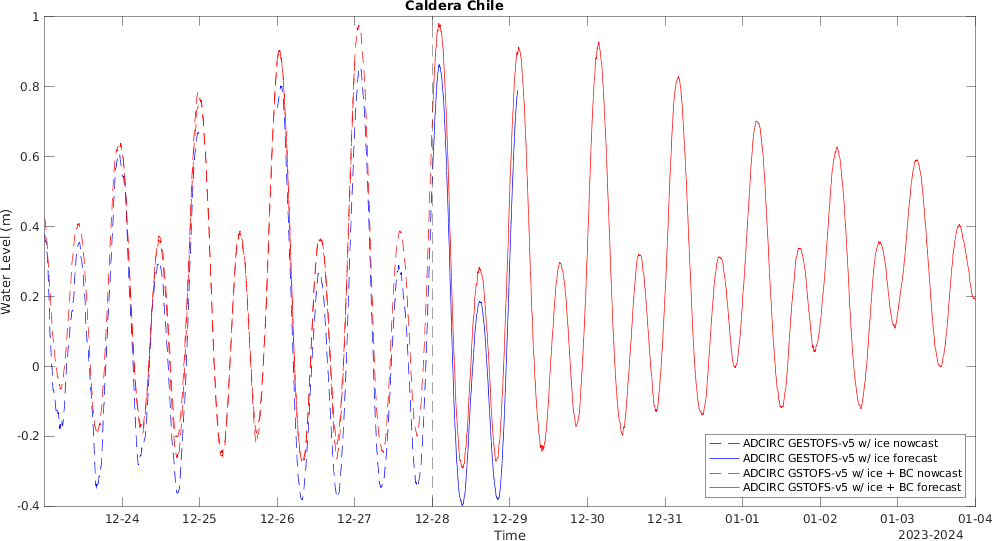 Caldera Chile
1
0.8
0.6
0.4
0.2
0
-0.2
-0.4
Water Level (m)
ADCIRC GESTOFS-v5 w/ ice nowcast
ADCIRC GESTOFS-v5 w/ ice forecast
ADCIRC GSTOFS-v5 w/ ice + BC nowcast
ADCIRC GSTOFS-v5 w/ ice + BC forecast
12-24 12-25 12-26 12-27 12-28 12-29 12-30 12-31 01-01 01-02 01-03 01-04
Time
2023-2024